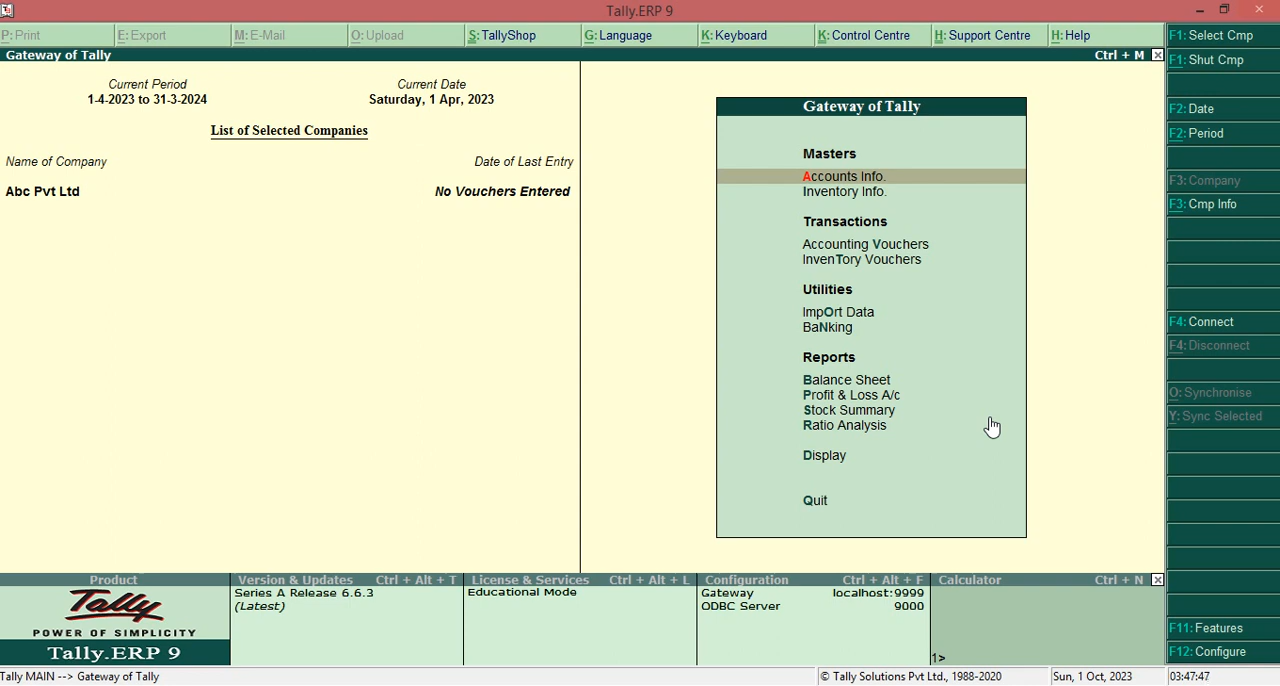 Tally.ERP 9
P: Print
E: Export
M: E-Mail
O: Upload
S: TallyShop
G: Language
K: Keyboard
K: Control Centre
H: Support Centre
H: Help
Gateway of Tally
Ctrl + M
Current Period
1-4-2023 to 31-3-2024
Current Date
Saturday, 1 Apr, 2023
List of Selected Companies
Name of Company
Date of Last Entry
Abc Pvt Ltd
No Vouchers Entered
Gateway of Tally
Masters
Accounts Info.
Inventory Info.
Transactions
Accounting Vouchers
InvenTory Vouchers
Utilities
ImpOrt Data
BaNking
Reports
Balance Sheet
Profit & Loss A/c
Stock Summary
Ratio Analysis
Display
Quit
F1: Select Cmp
F1: Shut Cmp
F2: Date
F2: Period
F3: Company
F3: Cmp Info
F4: Connect
F4: Disconnect
O: Synchronise
Y: Sync Selected
F11: Features
F12: Configure
Product
Tally
POWER OF SIMPLICITY
Tally.ERP 9
Version & Updates Ctrl + Alt + T
Series A Release 6.6.3
(Latest)
License & Services Ctrl + Alt + L
Educational Mode
Configuration Ctrl + Alt + F
Gateway localhost:9999
ODBC Server 9000
Calculator Ctrl + N
1>
Tally MAIN --> Gateway of Tally
© Tally Solutions Pvt Ltd., 1988-2020
Sun, 1 Oct, 2023
03:47:47